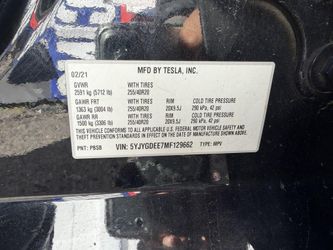 MFD BY TESLA, INC.
02/21
GVWR WITH TIRES
2591 kg (5712 lb) 255/40R20
GAWR FRT WITH TIRES RIM COLD TIRE PRESSURE
1363 kg (3004 lb) 255/40R20 20X9.5J 290 kPa, 42 psi
GAWR RR WITH TIRES RIM COLD TIRE PRESSURE
1500 kg (3306 lb) 255/40R20 20X9.5J 290 kPa, 42 psi
THIS VEHICLE CONFORMS TO ALL APPLICABLE U.S. FEDERAL MOTOR VEHICLE SAFETY
AND THEFT PREVENTION STANDARDS IN EFFECT ON THE DATE OF
MANUFACTURE SHOWN ABOVE.
PNT: PBSB VIN: 5YJYGDEE7MF129662 TYPE: MPV